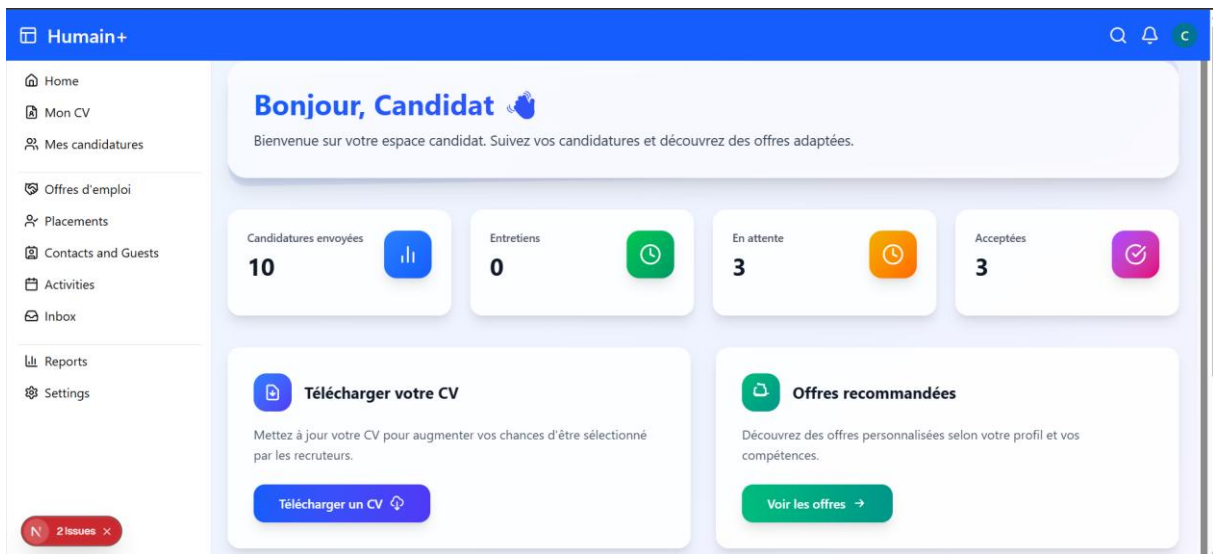 Humain+
C
Home
Mon CV
Mes candidatures
Offres d'emploi
Placements
Contacts and Guests
Activities
Inbox
Reports
Settings
N 2 Issues ×
Bonjour, Candidat 👋
Bienvenue sur votre espace candidat. Suivez vos candidatures et découvrez des offres adaptées.
Candidatures envoyées
10
Entretiens
0
En attente
3
Acceptées
3
Télécharger votre CV
Mettez à jour votre CV pour augmenter vos chances d'être sélectionné
par les recruteurs.
Télécharger un CV
Offres recommandées
Découvrez des offres personnalisées selon votre profil et vos
compétences.
Voir les offres →